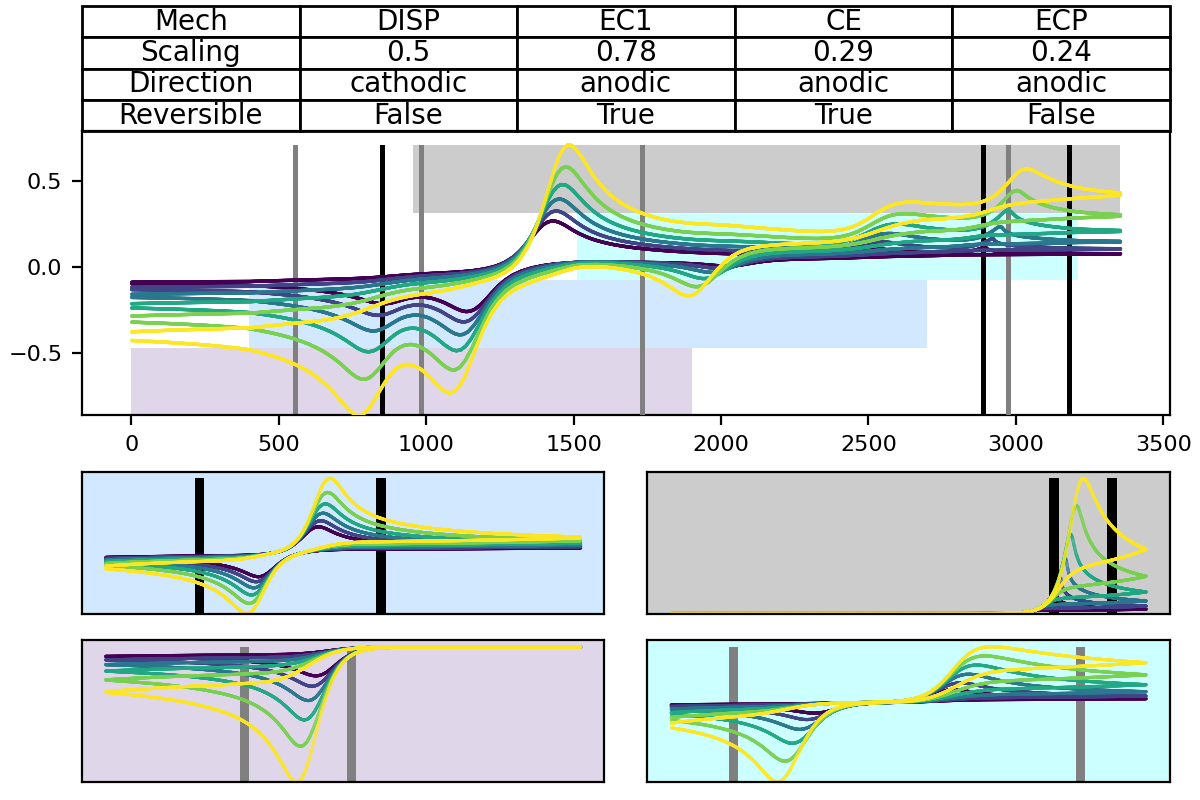 Mech DISP EC1 CE ECP
Scaling 0.5 0.78 0.29 0.24
Direction cathodic anodic anodic anodic
Reversible False True True False
0.5
0.0
−0.5
0 500 1000 1500 2000 2500 3000 3500